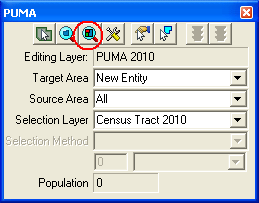 PUMA
Editing Layer: PUMA 2010
Target Area New Entity
Source Area All
Selection Layer Census Tract 2010
Selection Method
0
Population 0